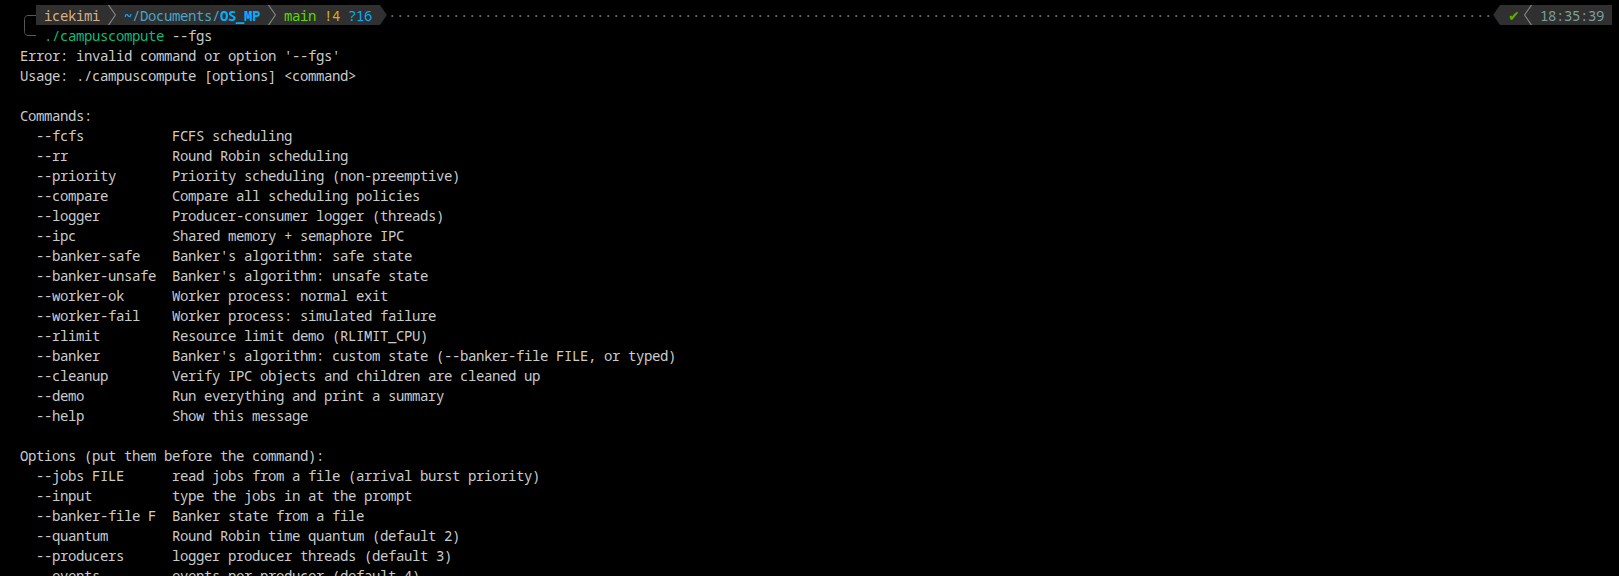 icekimi ~/Documents/OS_MP main !4 ?16 ✔ 18:35:39
./campuscompute --fgs
Error: invalid command or option '--fgs'
Usage: ./campuscompute [options] <command>
Commands:
--fcfs FCFS scheduling
--rr Round Robin scheduling
--priority Priority scheduling (non-preemptive)
--compare Compare all scheduling policies
--logger Producer-consumer logger (threads)
--ipc Shared memory + semaphore IPC
--banker-safe Banker's algorithm: safe state
--banker-unsafe Banker's algorithm: unsafe state
--worker-ok Worker process: normal exit
--worker-fail Worker process: simulated failure
--rlimit Resource limit demo (RLIMIT_CPU)
--banker Banker's algorithm: custom state (--banker-file FILE, or typed)
--cleanup Verify IPC objects and children are cleaned up
--demo Run everything and print a summary
--help Show this message
Options (put them before the command):
--jobs FILE read jobs from a file (arrival burst priority)
--input type the jobs in at the prompt
--banker-file F Banker state from a file
--quantum Round Robin time quantum (default 2)
--producers logger producer threads (default 3)
--events events per producer (default 4)